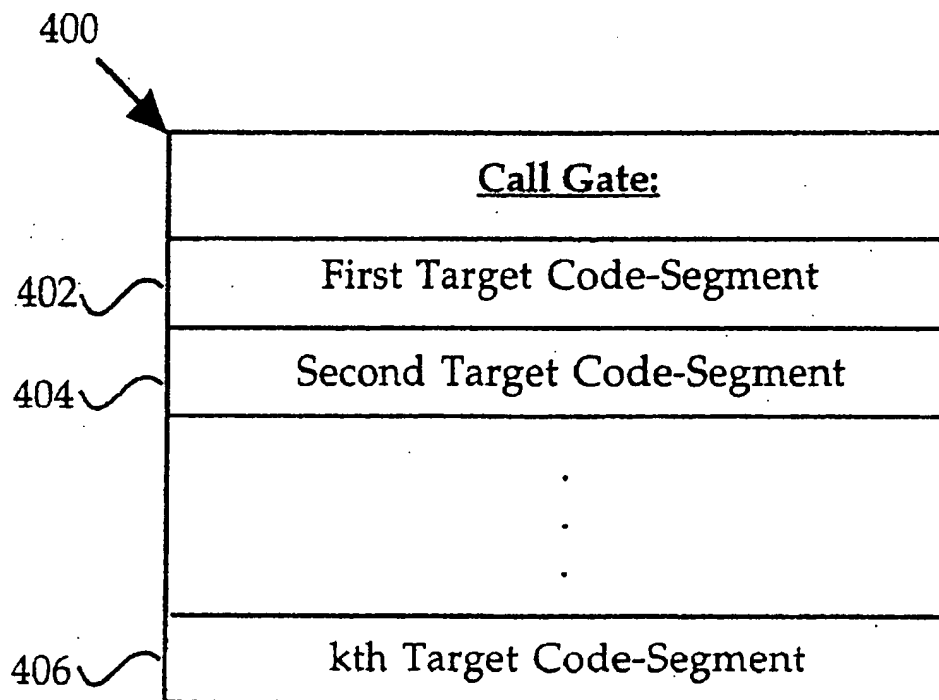 400
Call Gate:
402 First Target Code-Segment
404 Second Target Code-Segment
.
.
.
406 kth Target Code-Segment